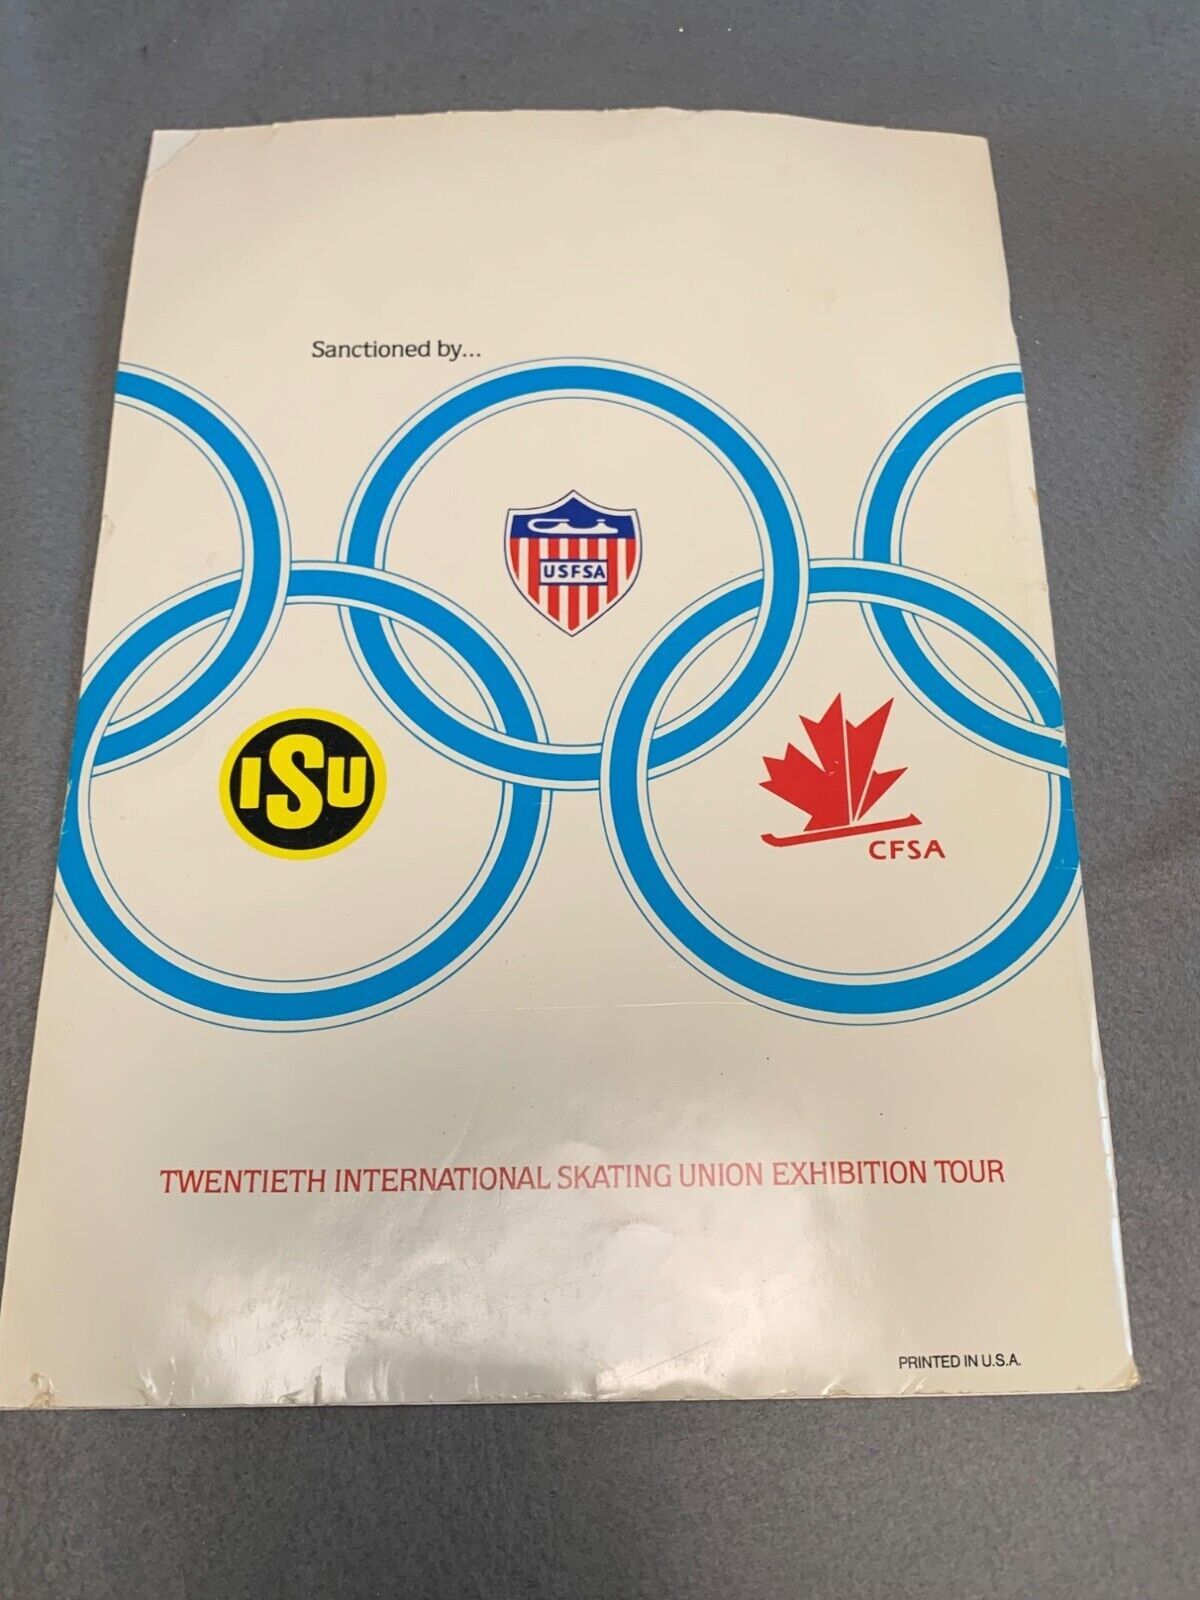 Sanctioned by...
USFSA
ISU
CFSA
TWENTIETH INTERNATIONAL SKATING UNION EXHIBITION TOUR
PRINTED IN U.S.A.